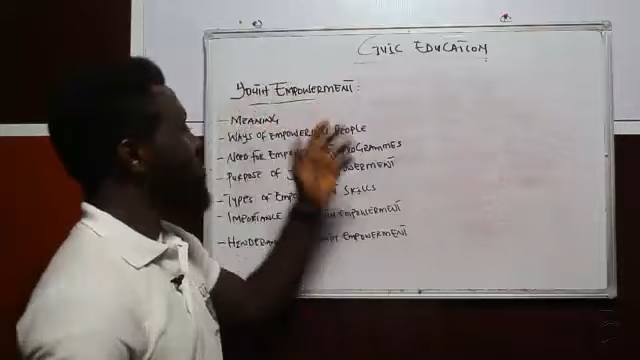 CIVIC EDUCATION
YOUTH EMPOWERMENT:
- MEANING
- WAYS OF EMPOWERING PEOPLE
- NEED FOR PROGRAMMES
- PURPOSE OF EMPOWERMENT
- TYPES OF SKILLS
- IMPORTANCE EMPOWERMENT
- EMPOWERMENT